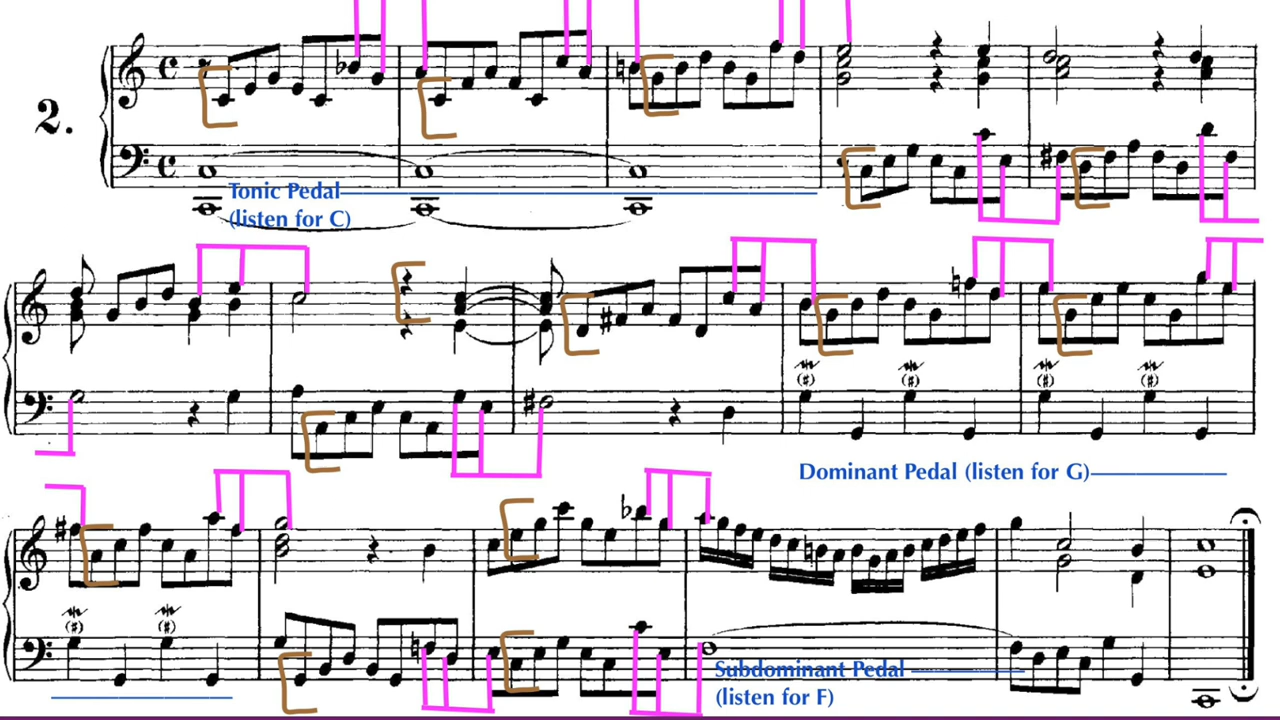 2.
Tonic Pedal
(listen for C)
Dominant Pedal (listen for G)
Subdominant Pedal
(listen for F)